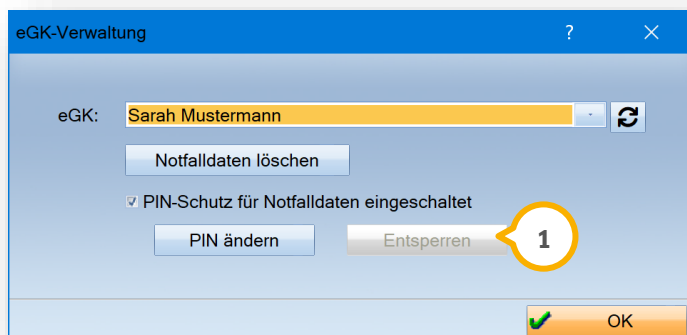 eGK-Verwaltung ?
eGK: Sarah Mustermann
Notfalldaten löschen
PIN-Schutz für Notfalldaten eingeschaltet
PIN ändern Entsperren 1
OK